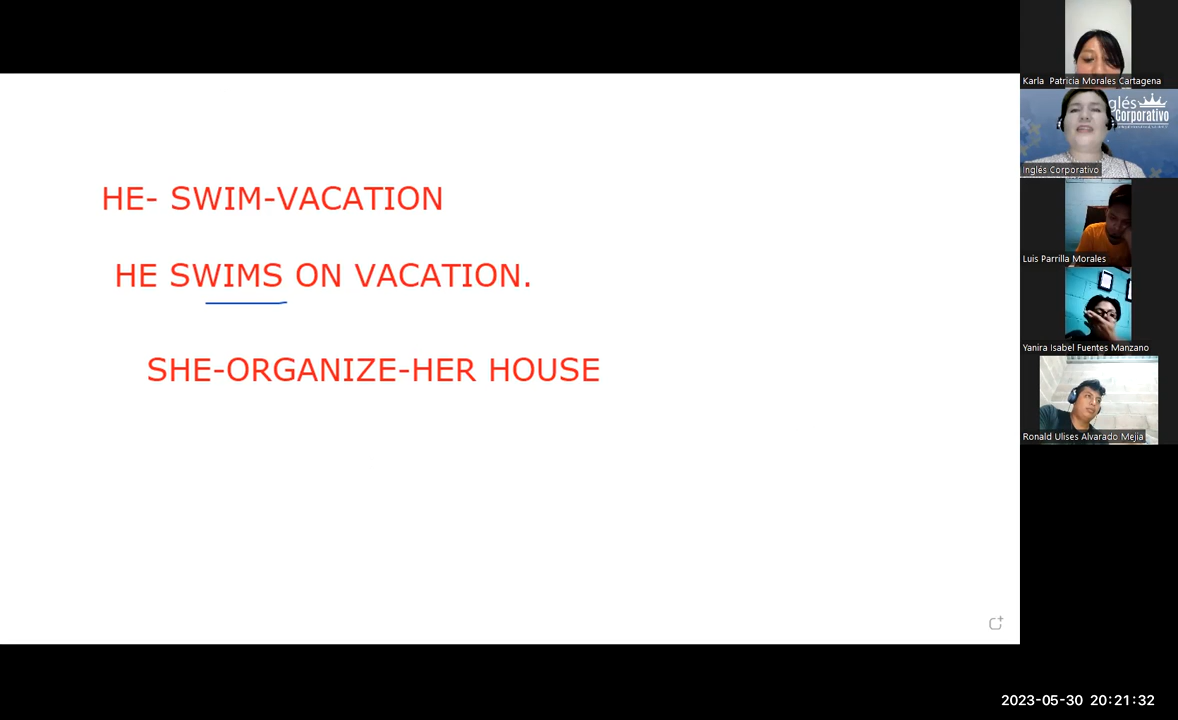 HE- SWIM-VACATION
HE SWIMS ON VACATION.
SHE-ORGANIZE-HER HOUSE
Karla Patricia Morales Cartagena
glés
Corporativo
Inglés Corporativo
Luis Parrilla Morales
Yanira Isabel Fuentes Manzano
Ronald Ulises Alvarado Mejia
2023-05-30 20:21:32